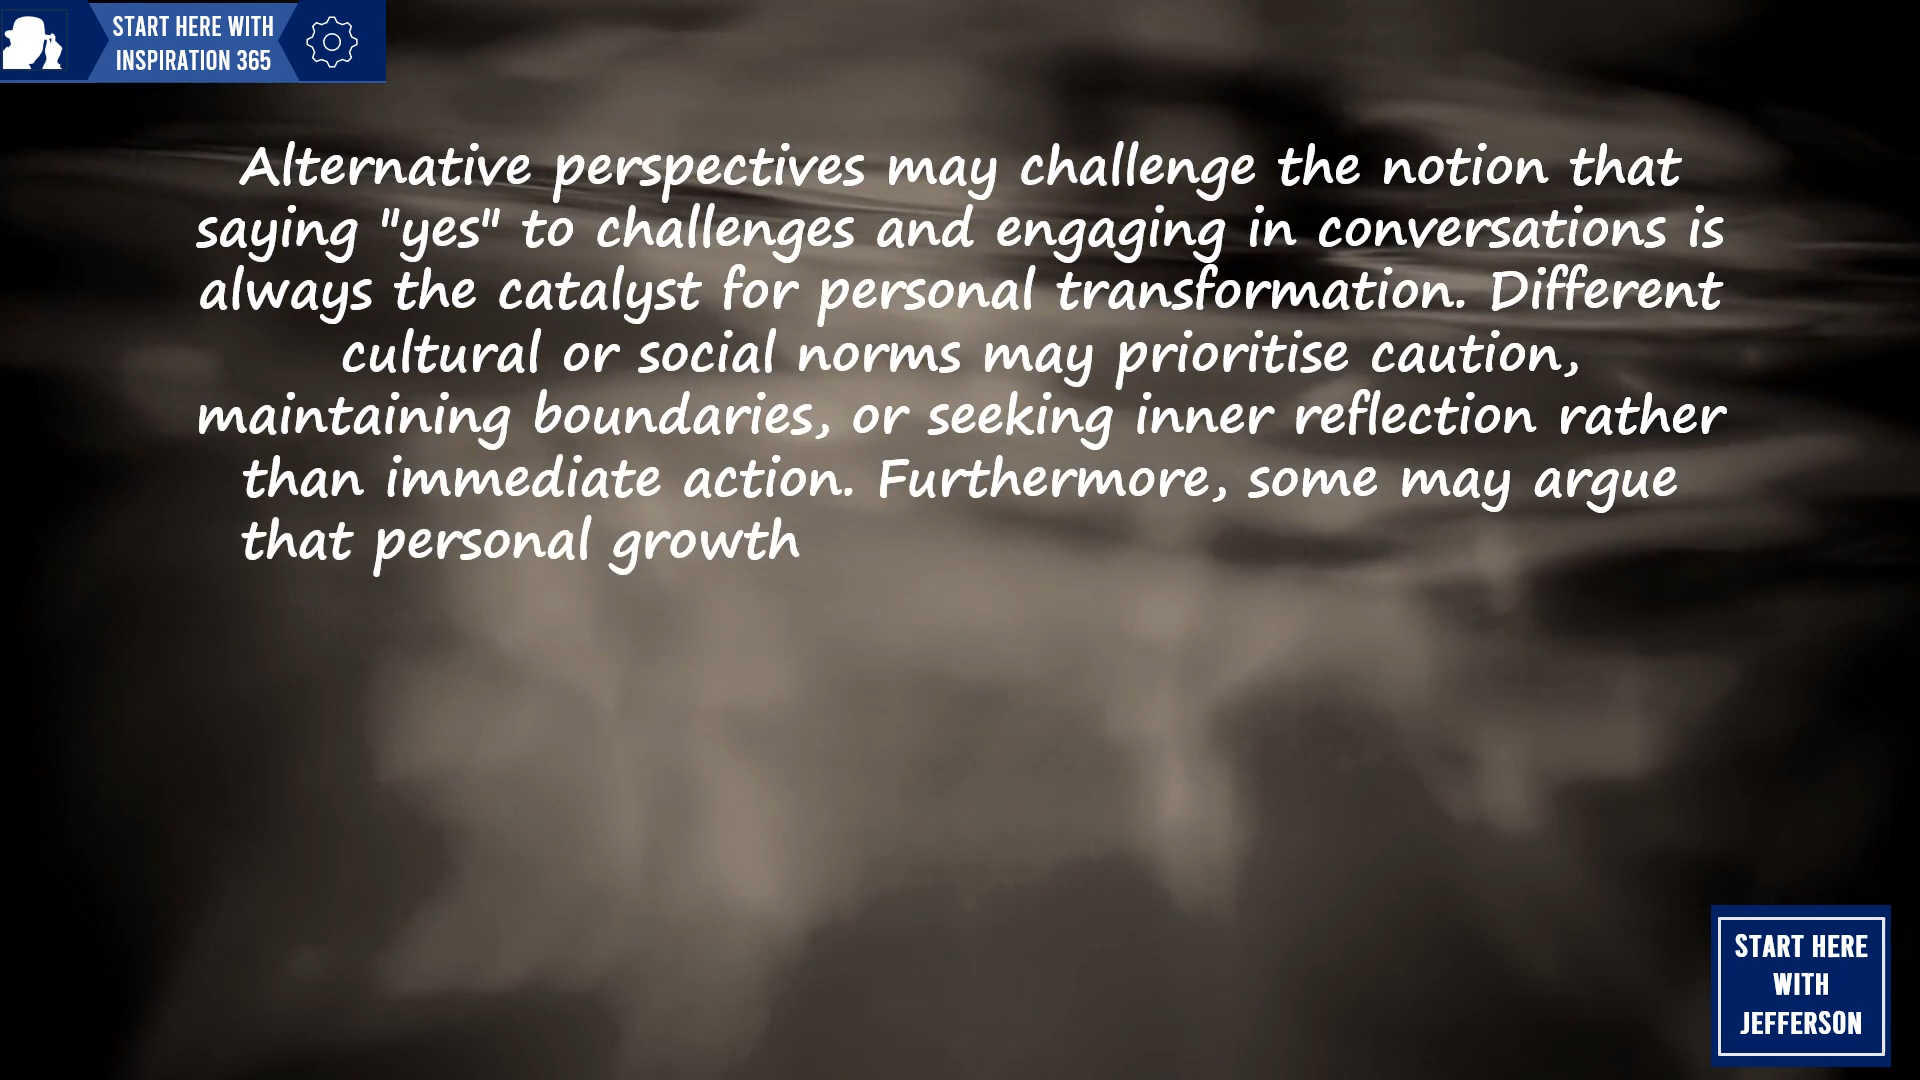 START HERE WITH
INSPIRATION 365
Alternative perspectives may challenge the notion that
saying "yes" to challenges and engaging in conversations is
always the catalyst for personal transformation. Different
cultural or social norms may prioritise caution,
maintaining boundaries, or seeking inner reflection rather
than immediate action. Furthermore, some may argue
that personal growth
START HERE
WITH
JEFFERSON